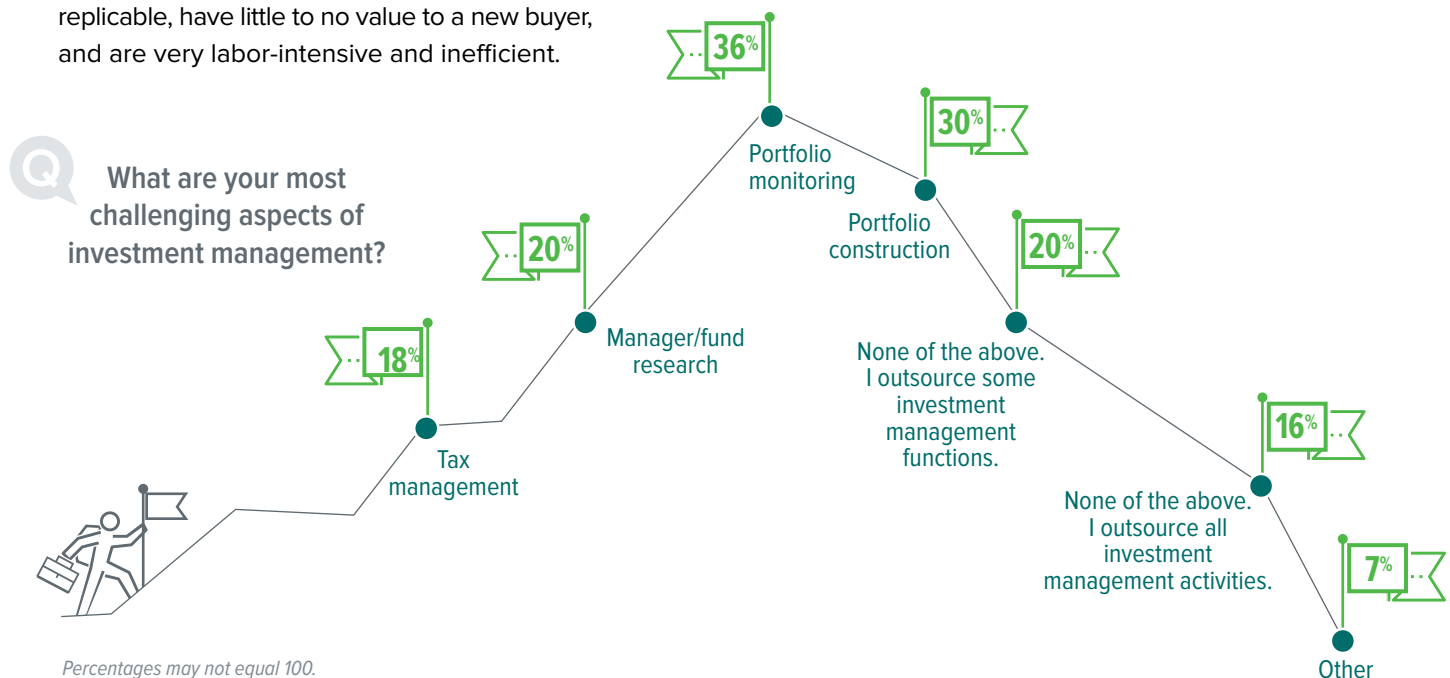 replicable, have little to no value to a new buyer,
and are very labor-intensive and inefficient.
Q
What are your most
challenging aspects of
investment management?
18%
Tax
management
20%
Manager/fund
research
36%
Portfolio
monitoring
30%
Portfolio
construction
20%
None of the above.
I outsource some
investment
management
functions.
16%
None of the above.
I outsource all
investment
management activities.
7%
Other
Percentages may not equal 100.